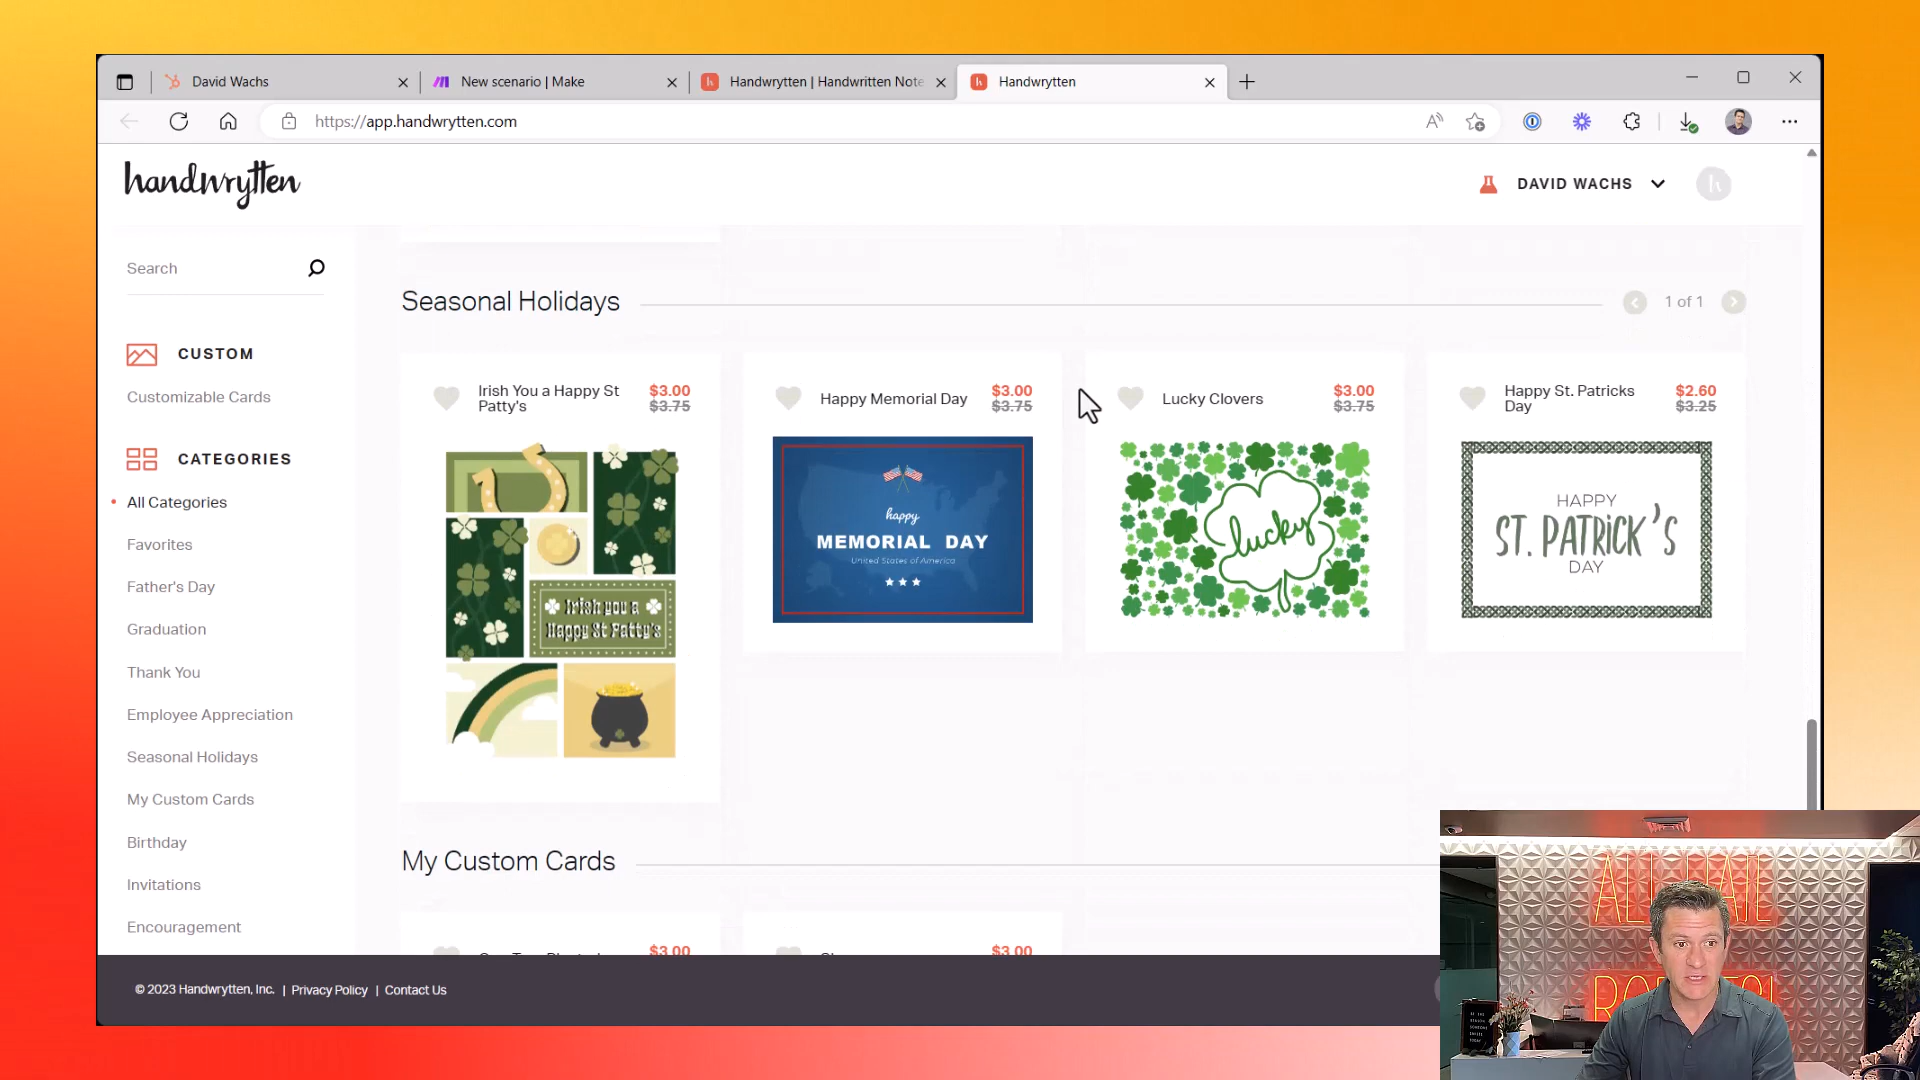 David Wachs
New scenario | Make
Handwrytten | Handwritten Note
Handwrytten
https://app.handwrytten.com
handwrytten
DAVID WACHS
Search
CUSTOM
Customizable Cards
CATEGORIES
All Categories
Favorites
Father's Day
Graduation
Thank You
Employee Appreciation
Seasonal Holidays
My Custom Cards
Birthday
Invitations
Encouragement
Seasonal Holidays
1 of 1
Irish You a Happy St
Patty's
$3.00
$3.75
Irish you a
Happy St Patty's
Happy Memorial Day
$3.00
$3.75
happy
MEMORIAL DAY
United States of America
Lucky Clovers
$3.00
$3.75
lucky
Happy St. Patricks
Day
$2.60
$3.25
HAPPY
ST. PATRICK'S
DAY
My Custom Cards
$3.00
$3.00
© 2023 Handwrytten, Inc. | Privacy Policy | Contact Us